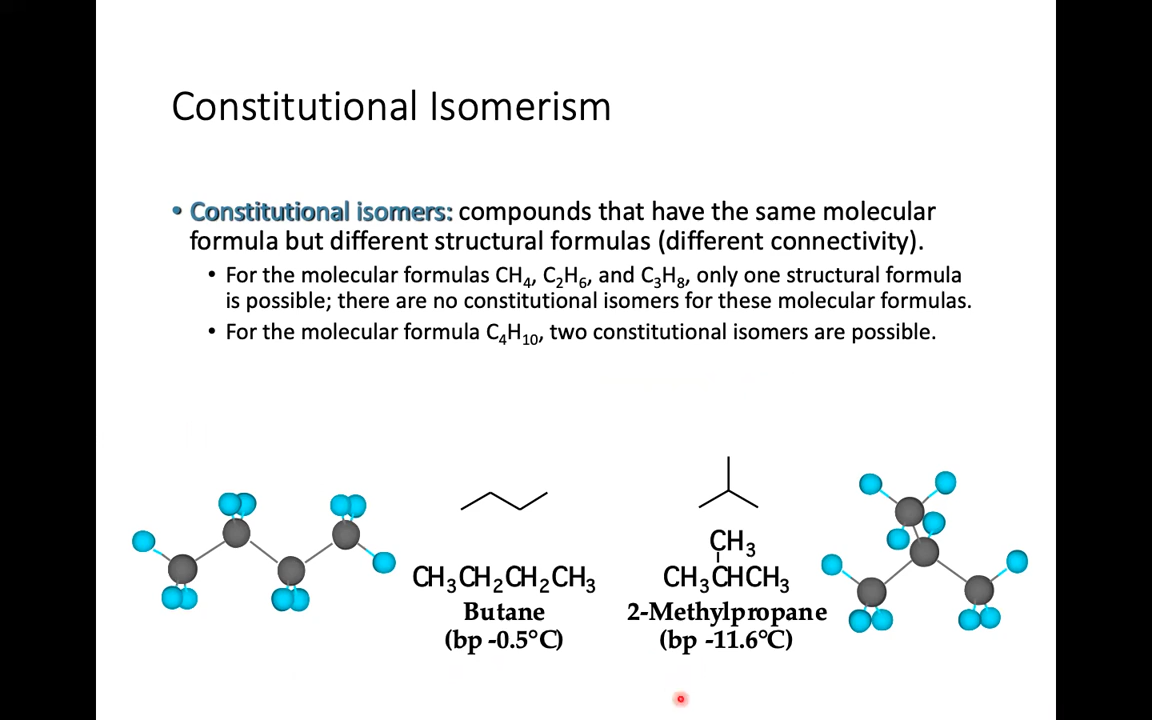 Constitutional Isomerism
• Constitutional isomers: compounds that have the same molecular
formula but different structural formulas (different connectivity).
• For the molecular formulas CH₄, C₂H₆, and C₃H₈, only one structural formula
is possible; there are no constitutional isomers for these molecular formulas.
• For the molecular formula C₄H₁₀, two constitutional isomers are possible.
CH₃CH₂CH₂CH₃
Butane
(bp -0.5°C)
CH₃
CH₃CHCH₃
2-Methylpropane
(bp -11.6°C)